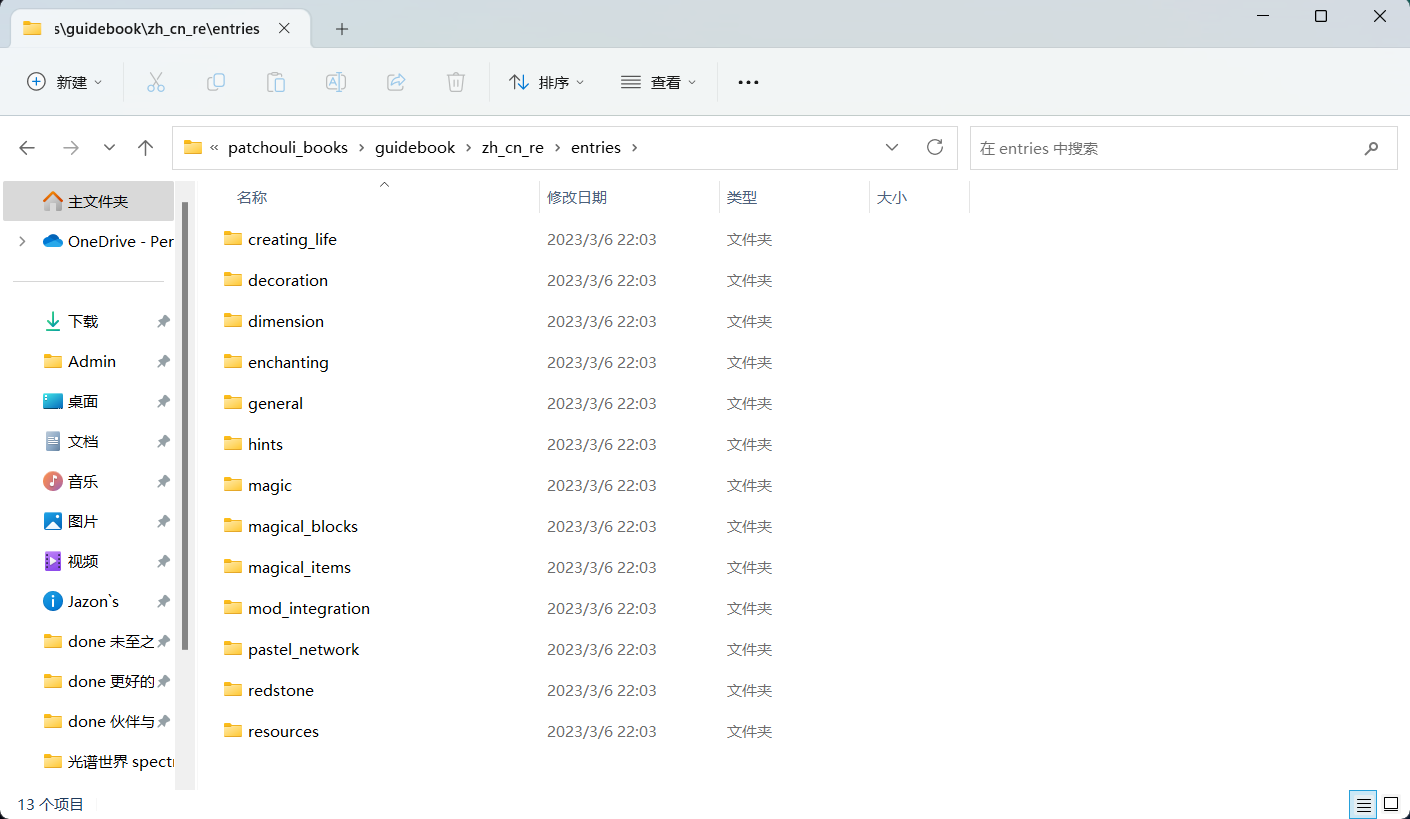 s\guidebook\zh_cn_re\entries
新建
排序
查看
« patchouli_books › guidebook › zh_cn_re › entries ›
在 entries 中搜索
主文件夹
OneDrive - Per
下载
Admin
桌面
文档
音乐
图片
视频
Jazon`s
done 未至之
done 更好的
done 伙伴与
光谱世界 spectr
名称 修改日期 类型 大小
creating_life 2023/3/6 22:03 文件夹
decoration 2023/3/6 22:03 文件夹
dimension 2023/3/6 22:03 文件夹
enchanting 2023/3/6 22:03 文件夹
general 2023/3/6 22:03 文件夹
hints 2023/3/6 22:03 文件夹
magic 2023/3/6 22:03 文件夹
magical_blocks 2023/3/6 22:03 文件夹
magical_items 2023/3/6 22:03 文件夹
mod_integration 2023/3/6 22:03 文件夹
pastel_network 2023/3/6 22:03 文件夹
redstone 2023/3/6 22:03 文件夹
resources 2023/3/6 22:03 文件夹
13 个项目